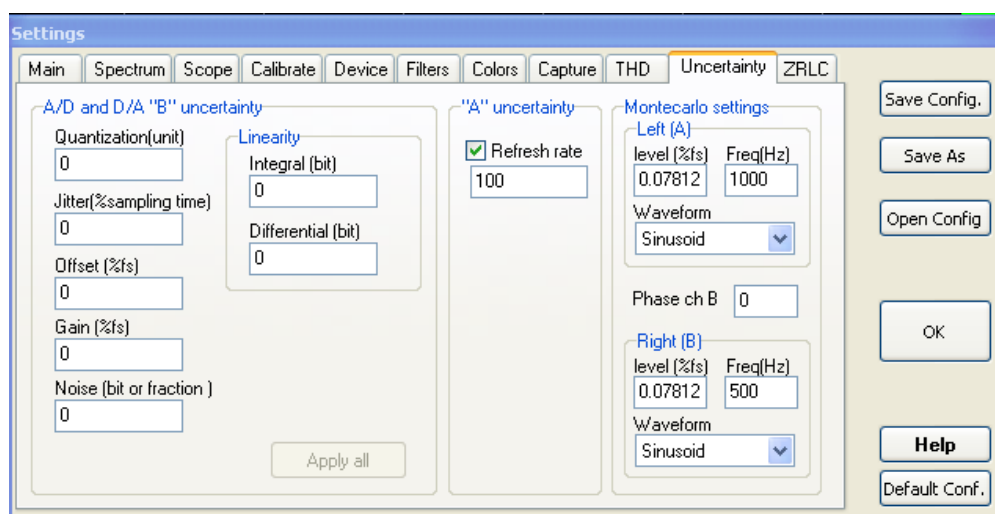 Settings
Main Spectrum Scope Calibrate Device Filters Colors Capture THD Uncertainty ZRLC
A/D and D/A "B" uncertainty
Quantization(unit)
0
Jitter(%sampling time)
0
Offset (%fs)
0
Gain (%fs)
0
Noise (bit or fraction )
0
Linearity
Integral (bit)
0
Differential (bit)
0
Apply all
"A" uncertainty
Refresh rate
100
Montecarlo settings
Left (A)
level (%fs) Freq(Hz)
0.07812 1000
Waveform
Sinusoid
Phase ch B 0
Right (B)
level (%fs) Freq(Hz)
0.07812 500
Waveform
Sinusoid
Save Config.
Save As
Open Config
OK
Help
Default Conf.